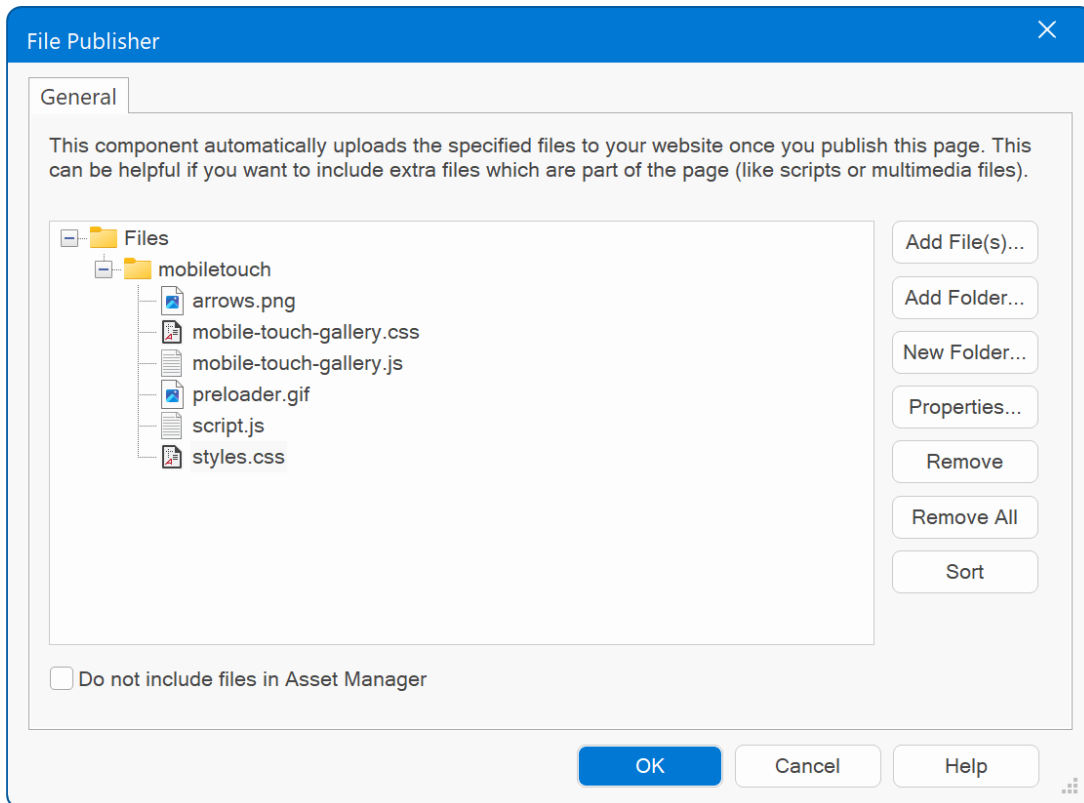 File Publisher
General
This component automatically uploads the specified files to your website once you publish this page. This
can be helpful if you want to include extra files which are part of the page (like scripts or multimedia files).
Files
mobiletouch
arrows.png
mobile-touch-gallery.css
mobile-touch-gallery.js
preloader.gif
script.js
styles.css
Add File(s)...
Add Folder...
New Folder...
Properties...
Remove
Remove All
Sort
Do not include files in Asset Manager
OK
Cancel
Help